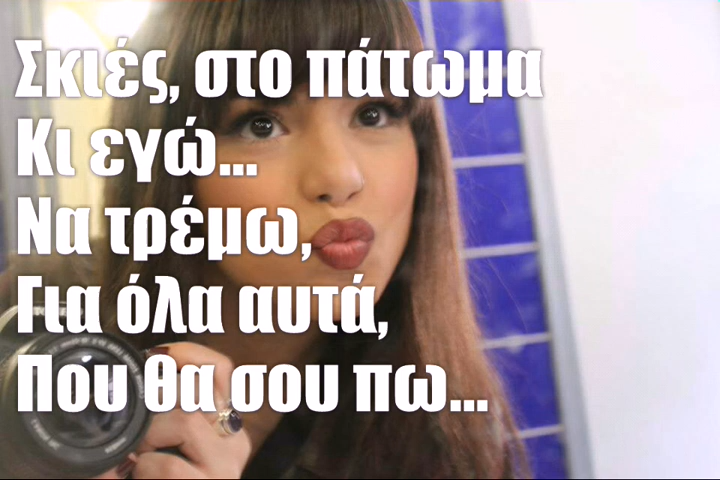 Σκιές, στο πάτωμα
Κι εγώ...
Να τρέμω,
Για όλα αυτά,
Που θα σου πω...